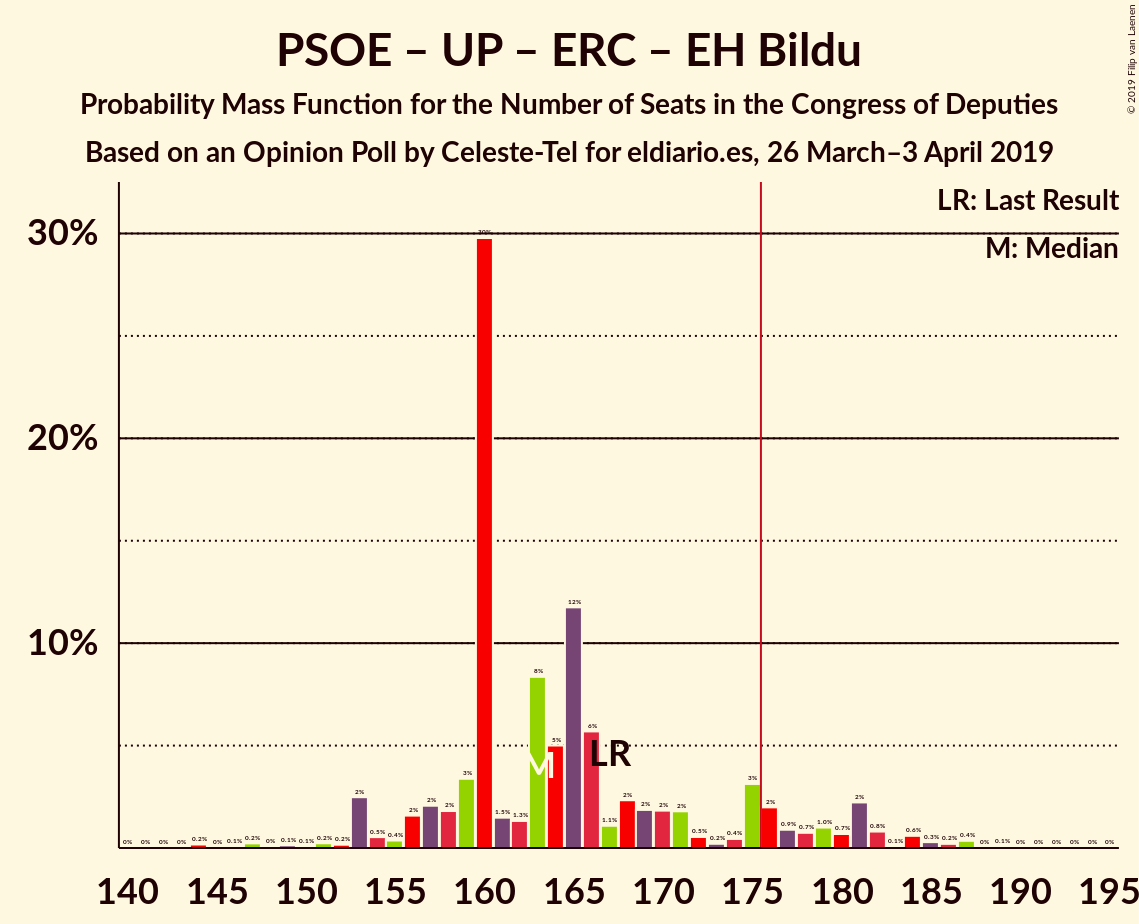 PSOE – UP – ERC – EH Bildu
Probability Mass Function for the Number of Seats in the Congress of Deputies
Based on an Opinion Poll by Celeste-Tel for eldiario.es, 26 March–3 April 2019
© 2019 Filip van Laenen
LR: Last Result
M: Median
30%
20%
10%
0% 0% 0% 0% 0.2% 0% 0.1% 0.2% 0% 0.1% 0.1% 0.2% 0.2% 2% 0.5% 0.4% 2% 2% 2% 3% 30% 1.5% 1.3% 8% 5% 12% 6% 1.1% 2% 2% 2% 2% 0.5% 0.2% 0.4% 3% 2% 0.9% 0.7% 1.0% 0.7% 2% 0.8% 0.1% 0.6% 0.3% 0.2% 0.4% 0% 0.1% 0% 0% 0% 0% 0% 0%
M
LR
140 145 150 155 160 165 170 175 180 185 190 195